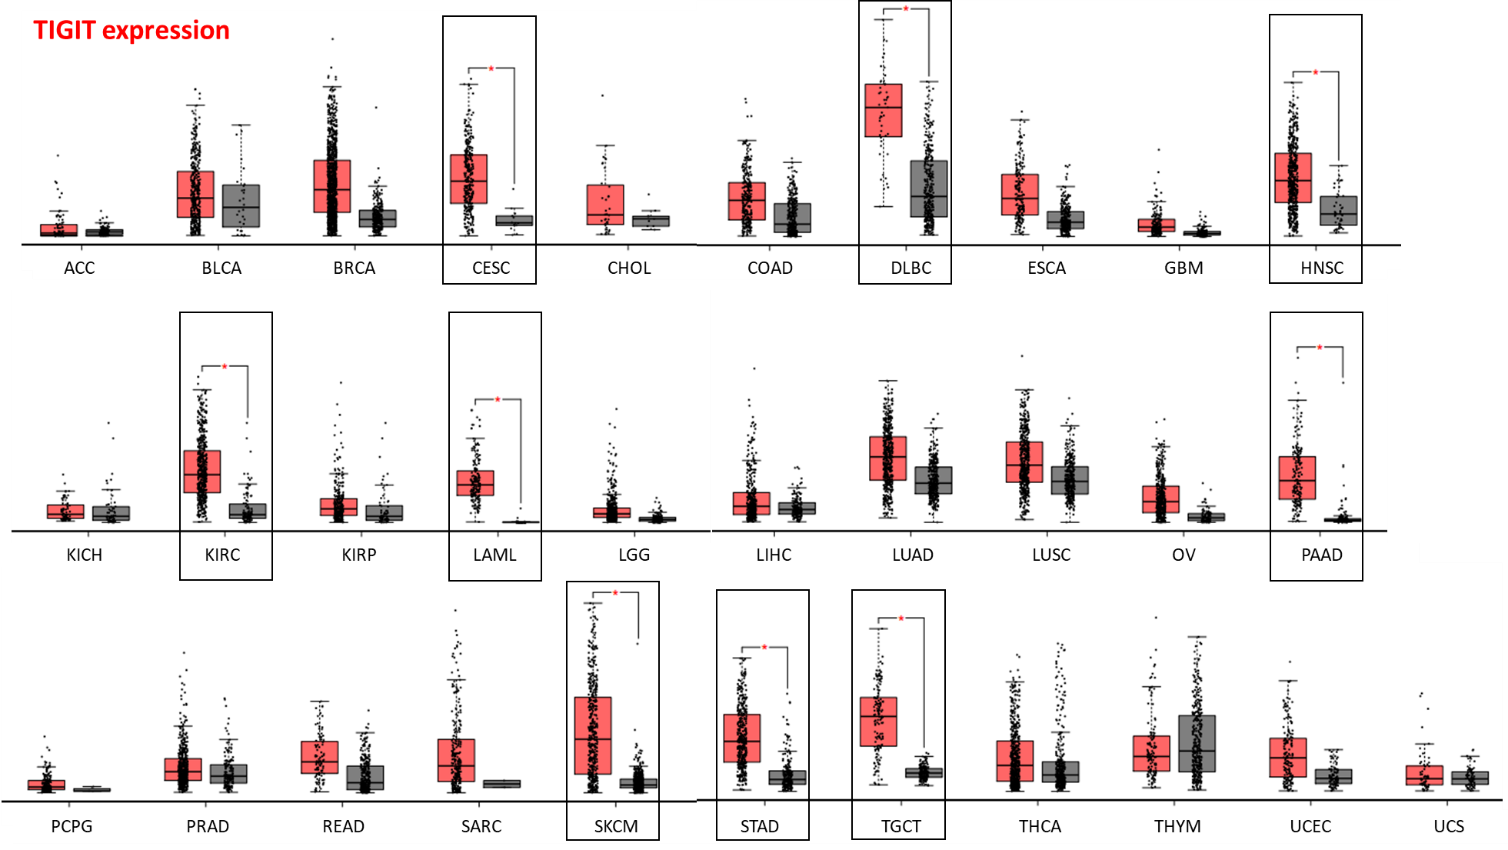 TIGIT expression
* * *
ACC BLCA BRCA CESC CHOL COAD DLBC ESCA GBM HNSC
* * *
KICH KIRC KIRP LAML LGG LIHC LUAD LUSC OV PAAD
* * *
PCPG PRAD READ SARC SKCM STAD TGCT THCA THYM UCEC UCS